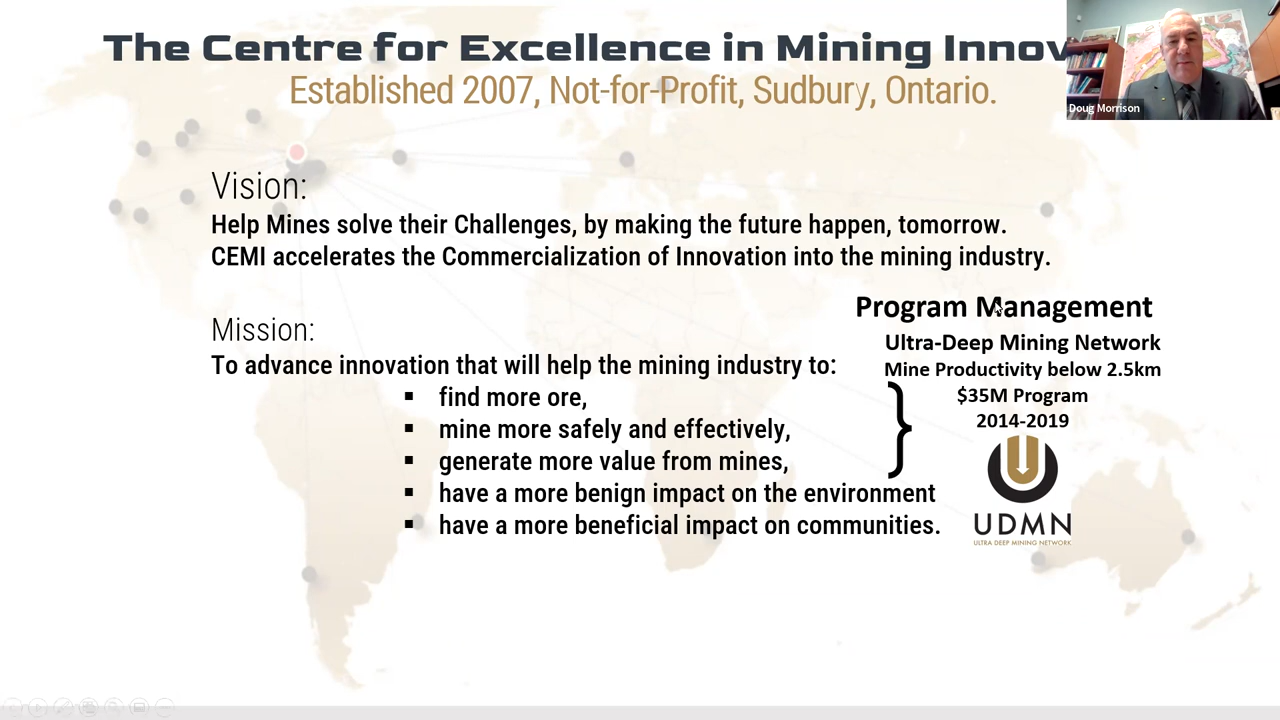 The Centre for Excellence in Mining Innov
Established 2007, Not-for-Profit, Sudbury, Ontario.
Doug Morrison
Vision:
Help Mines solve their Challenges, by making the future happen, tomorrow.
CEMI accelerates the Commercialization of Innovation into the mining industry.
Mission:
To advance innovation that will help the mining industry to:
▪ find more ore,
▪ mine more safely and effectively,
▪ generate more value from mines,
▪ have a more benign impact on the environment
▪ have a more beneficial impact on communities.
Program Management
Ultra-Deep Mining Network
Mine Productivity below 2.5km
$35M Program
2014-2019
UDMN
ULTRA DEEP MINING NETWORK